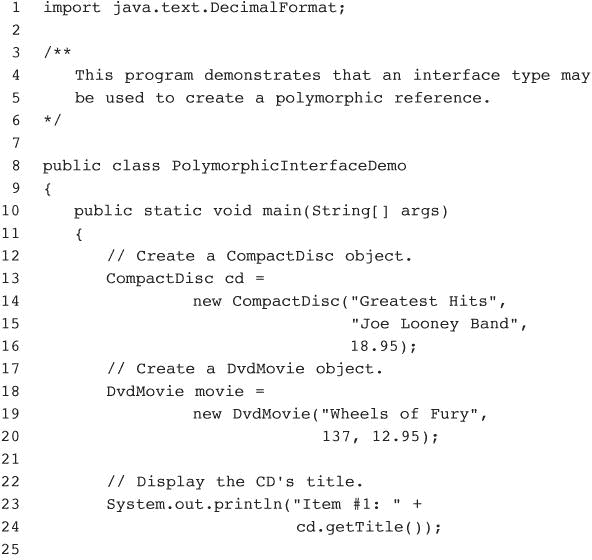 1 import java.text.DecimalFormat;
2
3 /**
4 This program demonstrates that an interface type may
5 be used to create a polymorphic reference.
6 */
7
8 public class PolymorphicInterfaceDemo
9 {
10 public static void main(String[] args)
11 {
12 // Create a CompactDisc object.
13 CompactDisc cd =
14 new CompactDisc("Greatest Hits",
15 "Joe Looney Band",
16 18.95);
17 // Create a DvdMovie object.
18 DvdMovie movie =
19 new DvdMovie("Wheels of Fury",
20 137, 12.95);
21
22 // Display the CD's title.
23 System.out.println("Item #1: " +
24 cd.getTitle());
25